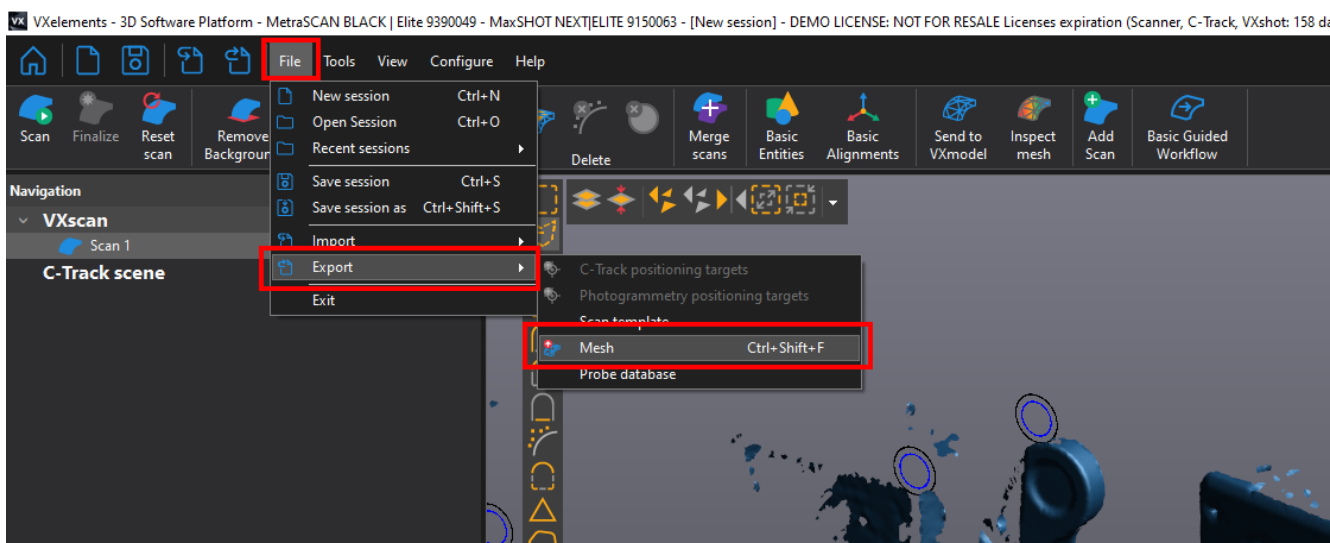 VX VXelements - 3D Software Platform - MetraSCAN BLACK | Elite 9390049 - MaxSHOT NEXT|ELITE 9150063 - [New session] - DEMO LICENSE: NOT FOR RESALE Licenses expiration (Scanner, C-Track, VXshot: 158 da
File Tools View Configure Help
Scan Finalize Reset scan Remove Backgroun Delete Merge scans Basic Entities Basic Alignments Send to VXmodel Inspect mesh Add Scan Basic Guided Workflow
New session Ctrl+N
Open Session Ctrl+O
Recent sessions
Save session Ctrl+S
Save session as Ctrl+Shift+S
Import
Export
Exit
Navigation
VXscan
Scan 1
C-Track scene
C-Track positioning targets
Photogrammetry positioning targets
Scan template
Mesh Ctrl+Shift+F
Probe database